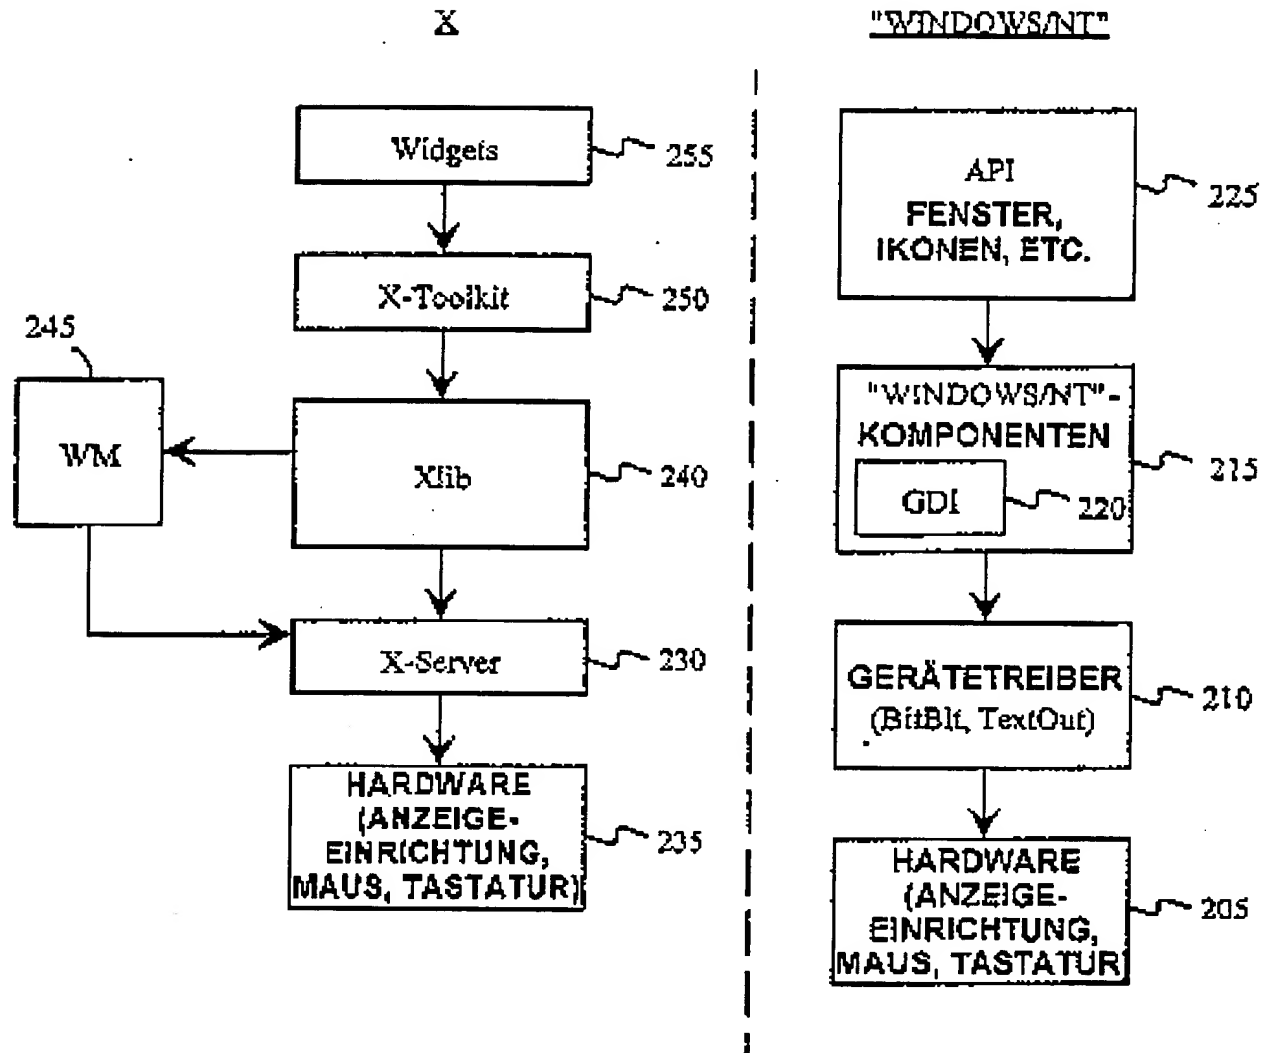 X
Widgets
255
X-Toolkit
250
245
WM
Xlib
240
X-Server
230
HARDWARE
(ANZEIGE-
EINRICHTUNG,
MAUS, TASTATUR)
235
"WINDOWS/NT"
API
FENSTER,
IKONEN, ETC.
225
"WINDOWS/NT"-
KOMPONENTEN
215
GDI
220
GERÄTETREIBER
(BitBlt, TextOut)
210
HARDWARE
(ANZEIGE-
EINRICHTUNG,
MAUS, TASTATUR
205